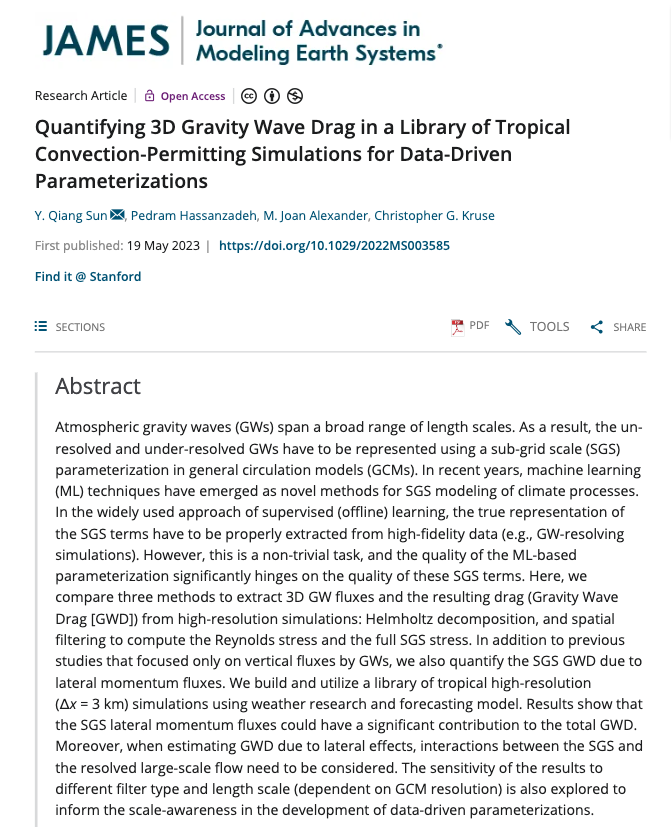 JAMES
Journal of Advances in
Modeling Earth Systems®
Research Article Open Access
Quantifying 3D Gravity Wave Drag in a Library of Tropical
Convection-Permitting Simulations for Data-Driven
Parameterizations
Y. Qiang Sun, Pedram Hassanzadeh, M. Joan Alexander, Christopher G. Kruse
First published: 19 May 2023 | https://doi.org/10.1029/2022MS003585
Find it @ Stanford
SECTIONS PDF TOOLS SHARE
Abstract
Atmospheric gravity waves (GWs) span a broad range of length scales. As a result, the un-
resolved and under-resolved GWs have to be represented using a sub-grid scale (SGS)
parameterization in general circulation models (GCMs). In recent years, machine learning
(ML) techniques have emerged as novel methods for SGS modeling of climate processes.
In the widely used approach of supervised (offline) learning, the true representation of
the SGS terms have to be properly extracted from high-fidelity data (e.g., GW-resolving
simulations). However, this is a non-trivial task, and the quality of the ML-based
parameterization significantly hinges on the quality of these SGS terms. Here, we
compare three methods to extract 3D GW fluxes and the resulting drag (Gravity Wave
Drag [GWD]) from high-resolution simulations: Helmholtz decomposition, and spatial
filtering to compute the Reynolds stress and the full SGS stress. In addition to previous
studies that focused only on vertical fluxes by GWs, we also quantify the SGS GWD due to
lateral momentum fluxes. We build and utilize a library of tropical high-resolution
(Δx = 3 km) simulations using weather research and forecasting model. Results show that
the SGS lateral momentum fluxes could have a significant contribution to the total GWD.
Moreover, when estimating GWD due to lateral effects, interactions between the SGS and
the resolved large-scale flow need to be considered. The sensitivity of the results to
different filter type and length scale (dependent on GCM resolution) is also explored to
inform the scale-awareness in the development of data-driven parameterizations.